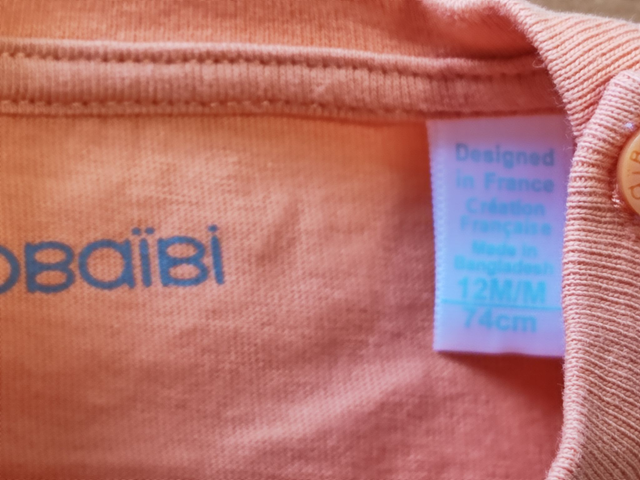 obaïbi
Designed
in France
Création
Française
Made in
Bangladesh
12M/M
74cm